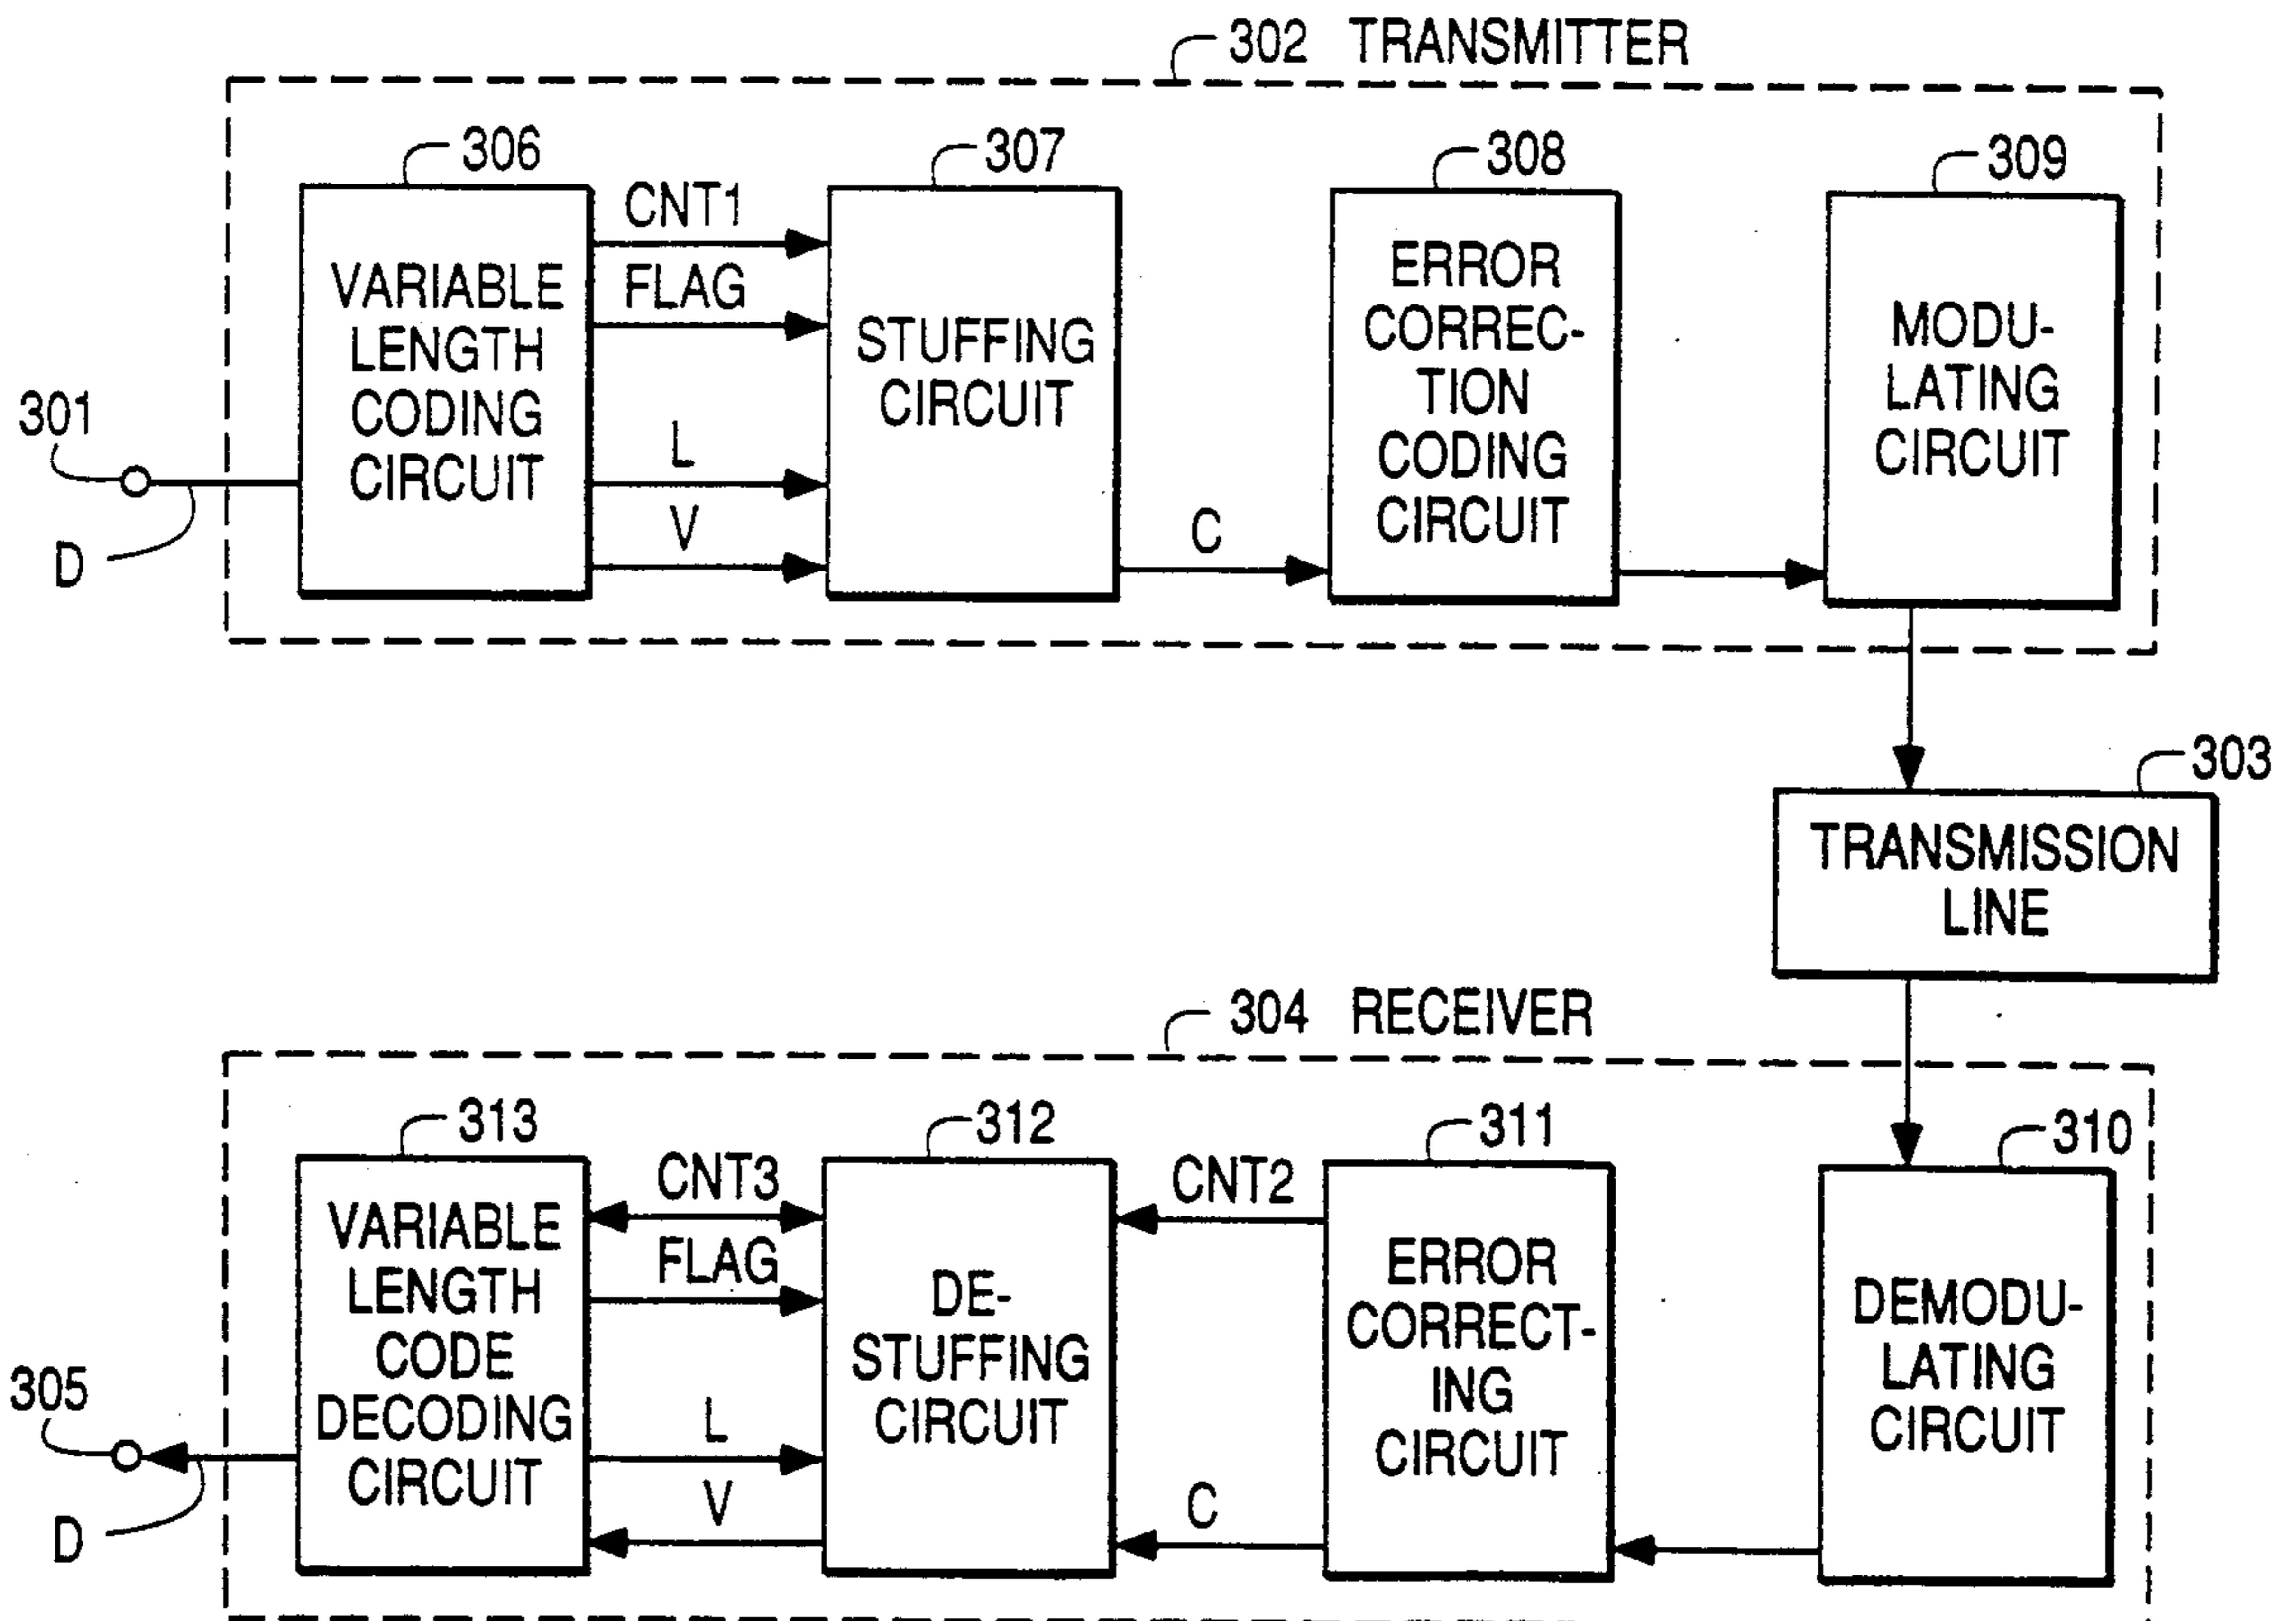 302 TRANSMITTER
306
307
308
309
CNT1
FLAG
L
V
VARIABLE
LENGTH
CODING
CIRCUIT
STUFFING
CIRCUIT
C
ERROR
CORREC-
TION
CODING
CIRCUIT
MODU-
LATING
CIRCUIT
301
D
303
TRANSMISSION
LINE
304 RECEIVER
313
312
311
310
VARIABLE
LENGTH
CODE
DECODING
CIRCUIT
CNT3
FLAG
L
V
DE-
STUFFING
CIRCUIT
CNT2
C
ERROR
CORRECT-
ING
CIRCUIT
DEMODU-
LATING
CIRCUIT
305
D